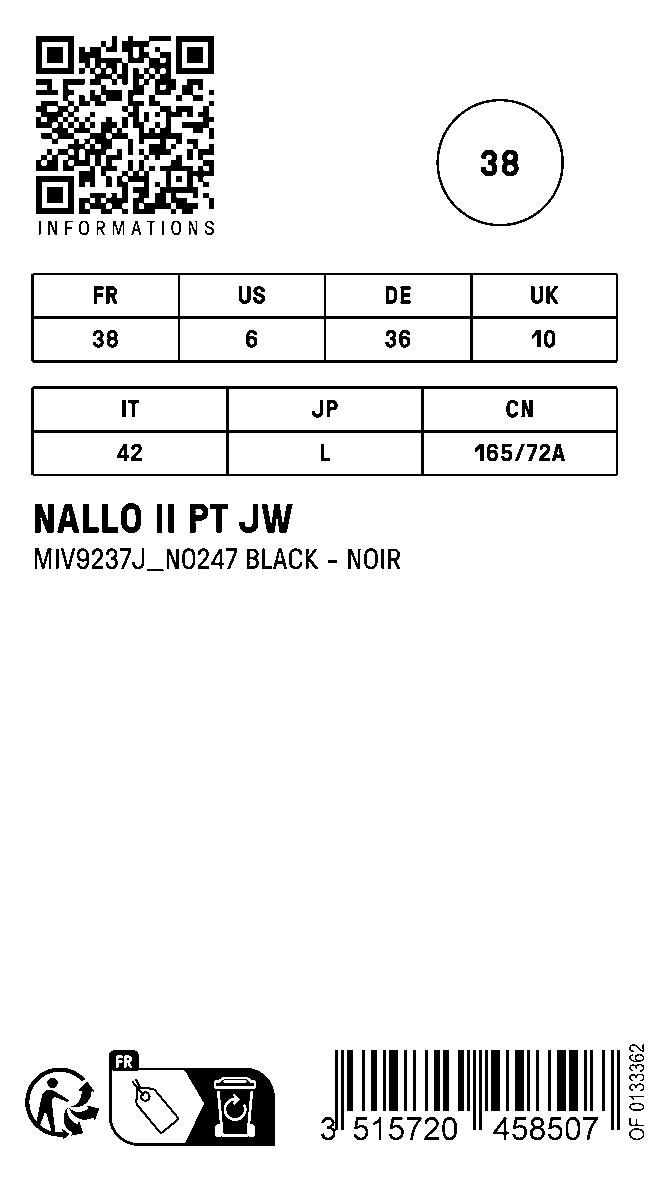 38
INFORMATIONS
FR US DE UK
38 6 36 10
IT JP CN
42 L 165/72A
NALLO II PT JW
MIV9237J_N0247 BLACK - NOIR
FR
3 515720 458507
OF 0133362